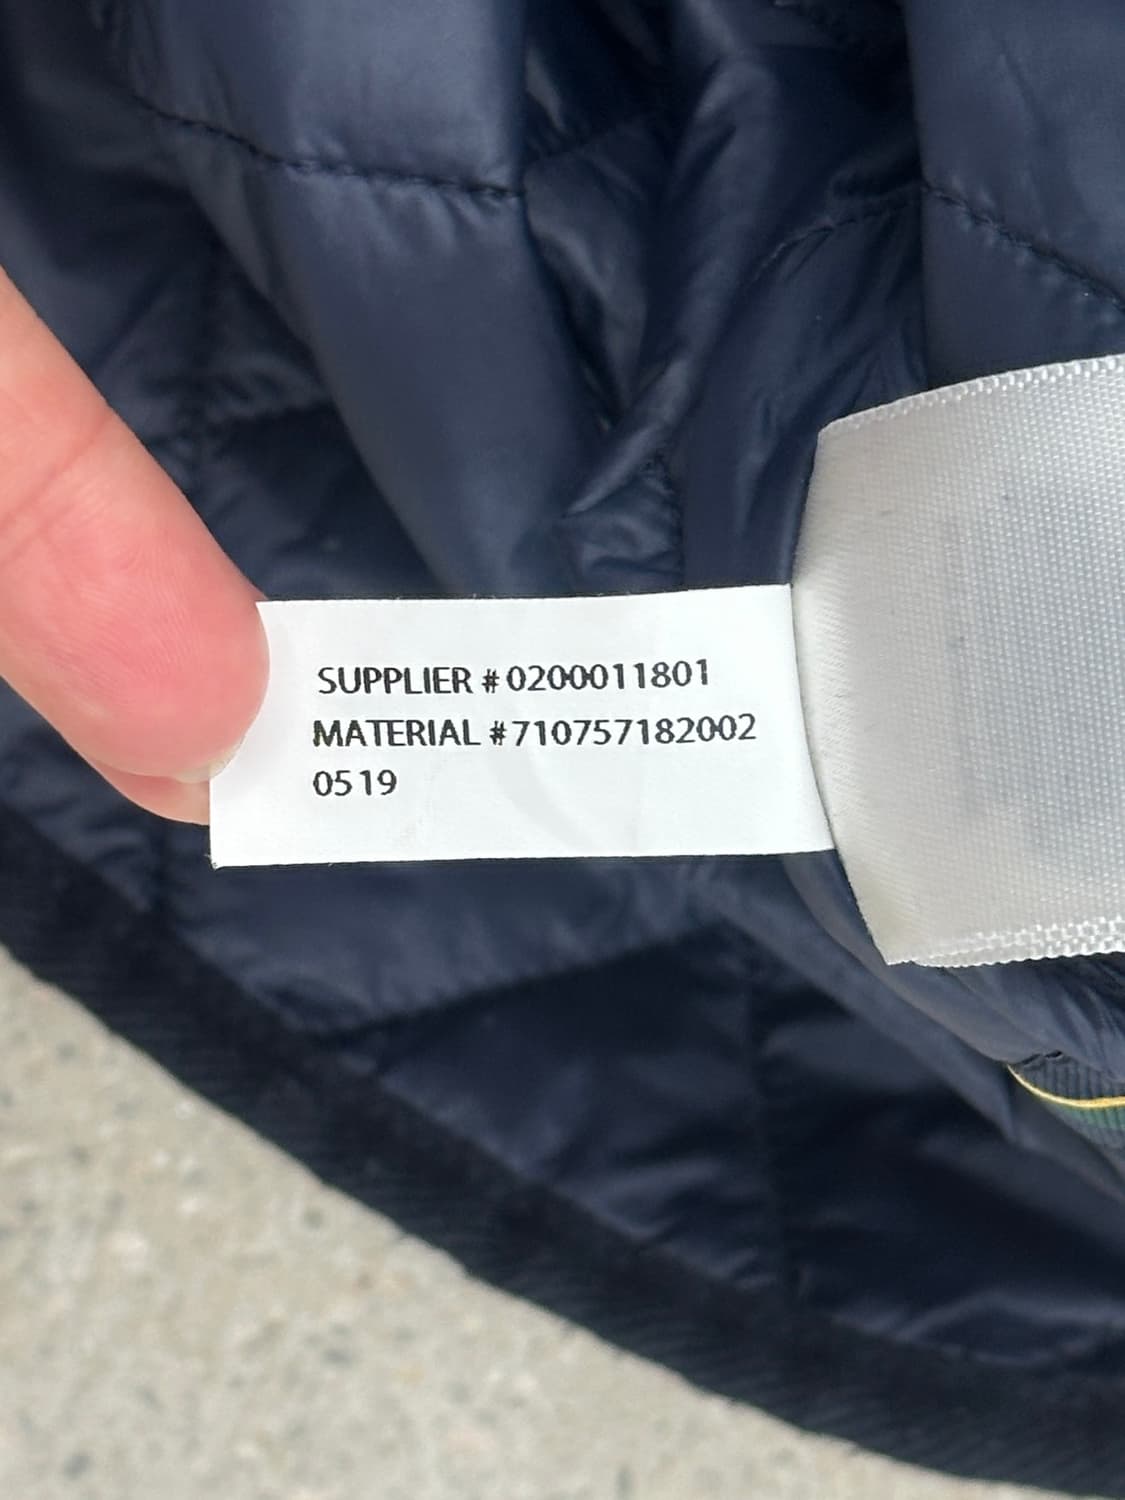 SUPPLIER #0200011801
MATERIAL #710757182002
0519